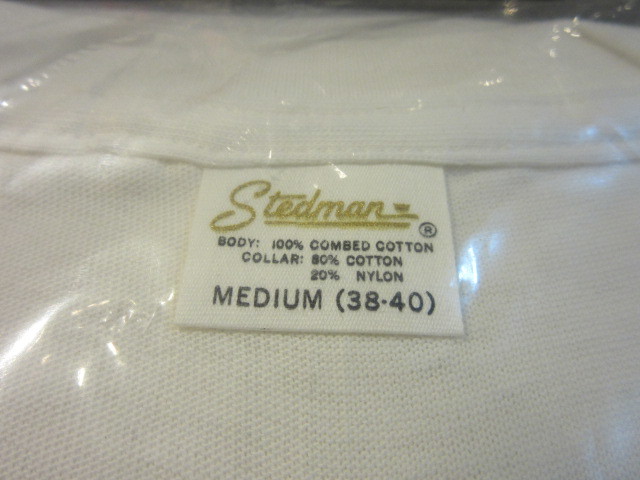 Stedman ®
BODY: 100% COMBED COTTON
COLLAR: 80% COTTON
20% NYLON
MEDIUM (38-40)